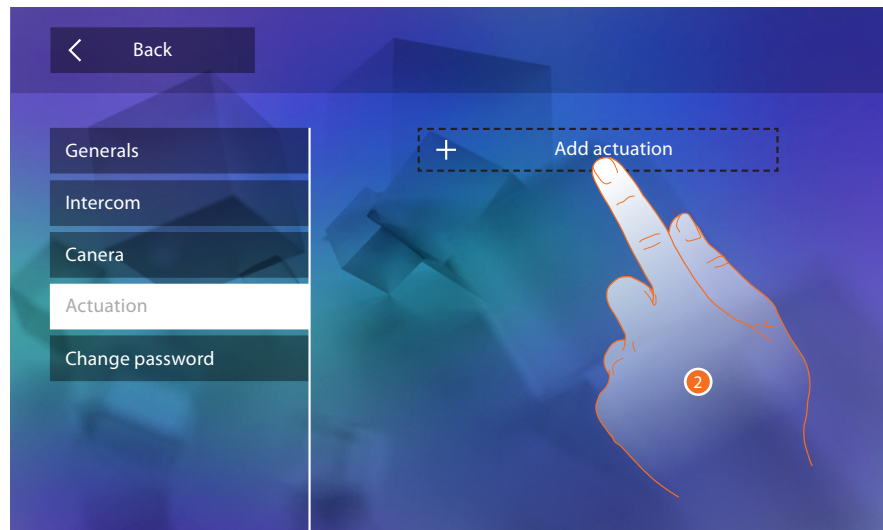 Back
Generals
Intercom
Canera
Actuation
Change password
+ Add actuation
2